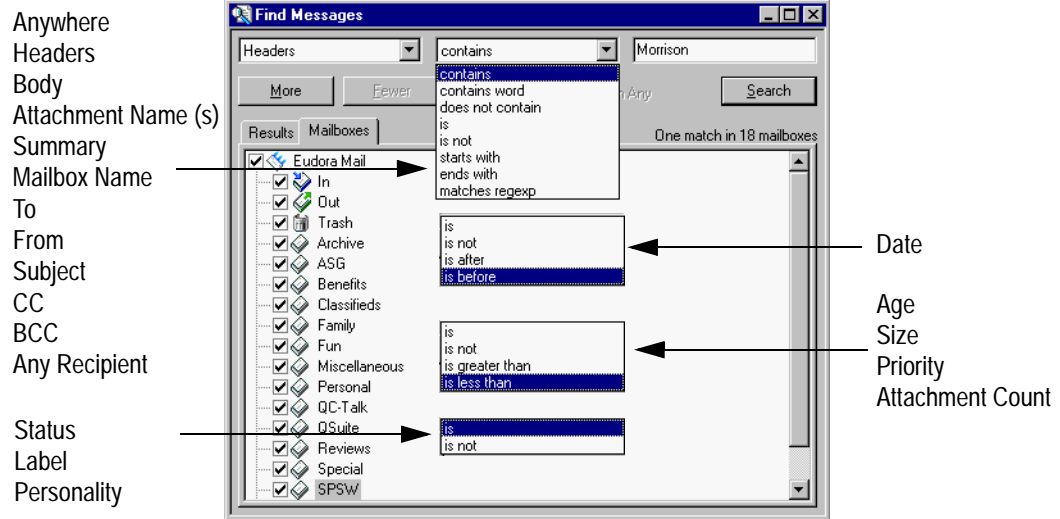 Anywhere
Headers
Body
Attachment Name (s)
Summary
Mailbox Name
To
From
Subject
CC
BCC
Any Recipient
Status
Label
Personality
Find Messages
Headers
contains
Morrison
contains
contains word
does not contain
is
is not
starts with
ends with
matches regexp
More
Fewer
Any
Search
Results
Mailboxes
One match in 18 mailboxes
Eudora Mail
In
Out
Trash
Archive
ASG
Benefits
Classifieds
Family
Fun
Miscellaneous
Personal
QC-Talk
QSuite
Reviews
Special
SPSW
is
is not
is after
is before
is
is not
is greater than
is less than
is
is not
Date
Age
Size
Priority
Attachment Count